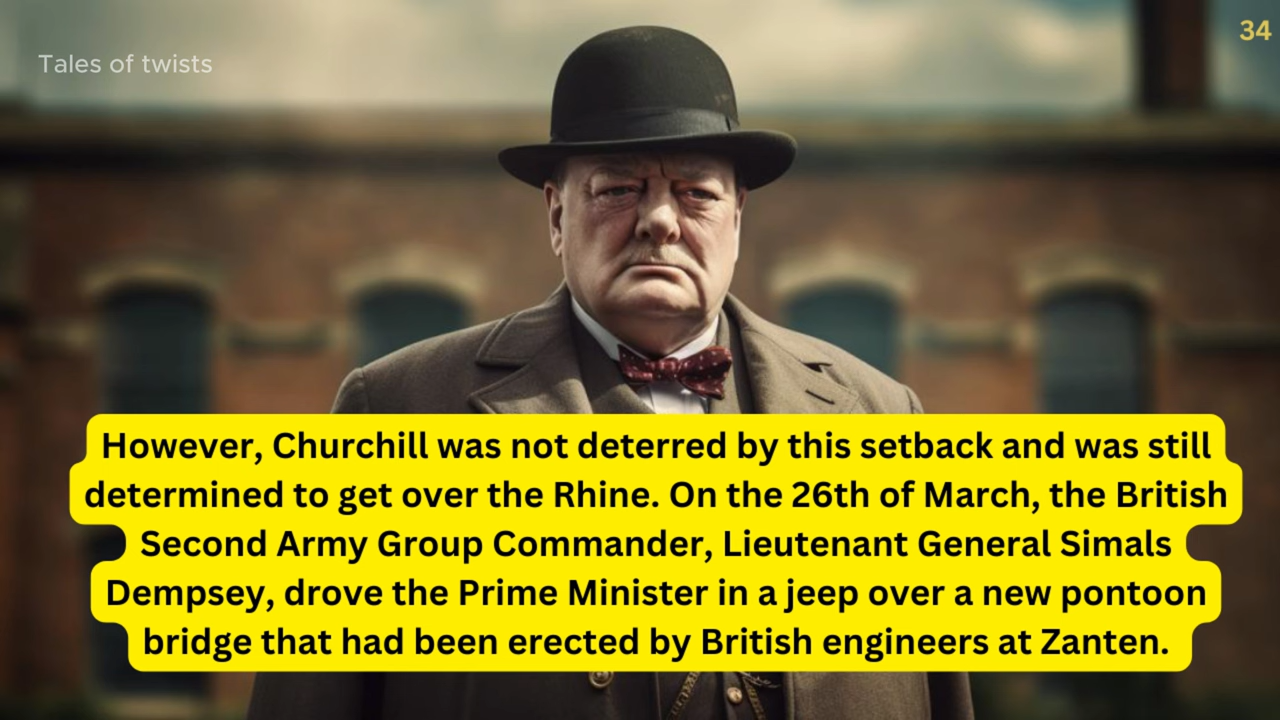 34
Tales of twists
However, Churchill was not deterred by this setback and was still
determined to get over the Rhine. On the 26th of March, the British
Second Army Group Commander, Lieutenant General Simals
Dempsey, drove the Prime Minister in a jeep over a new pontoon
bridge that had been erected by British engineers at Zanten.